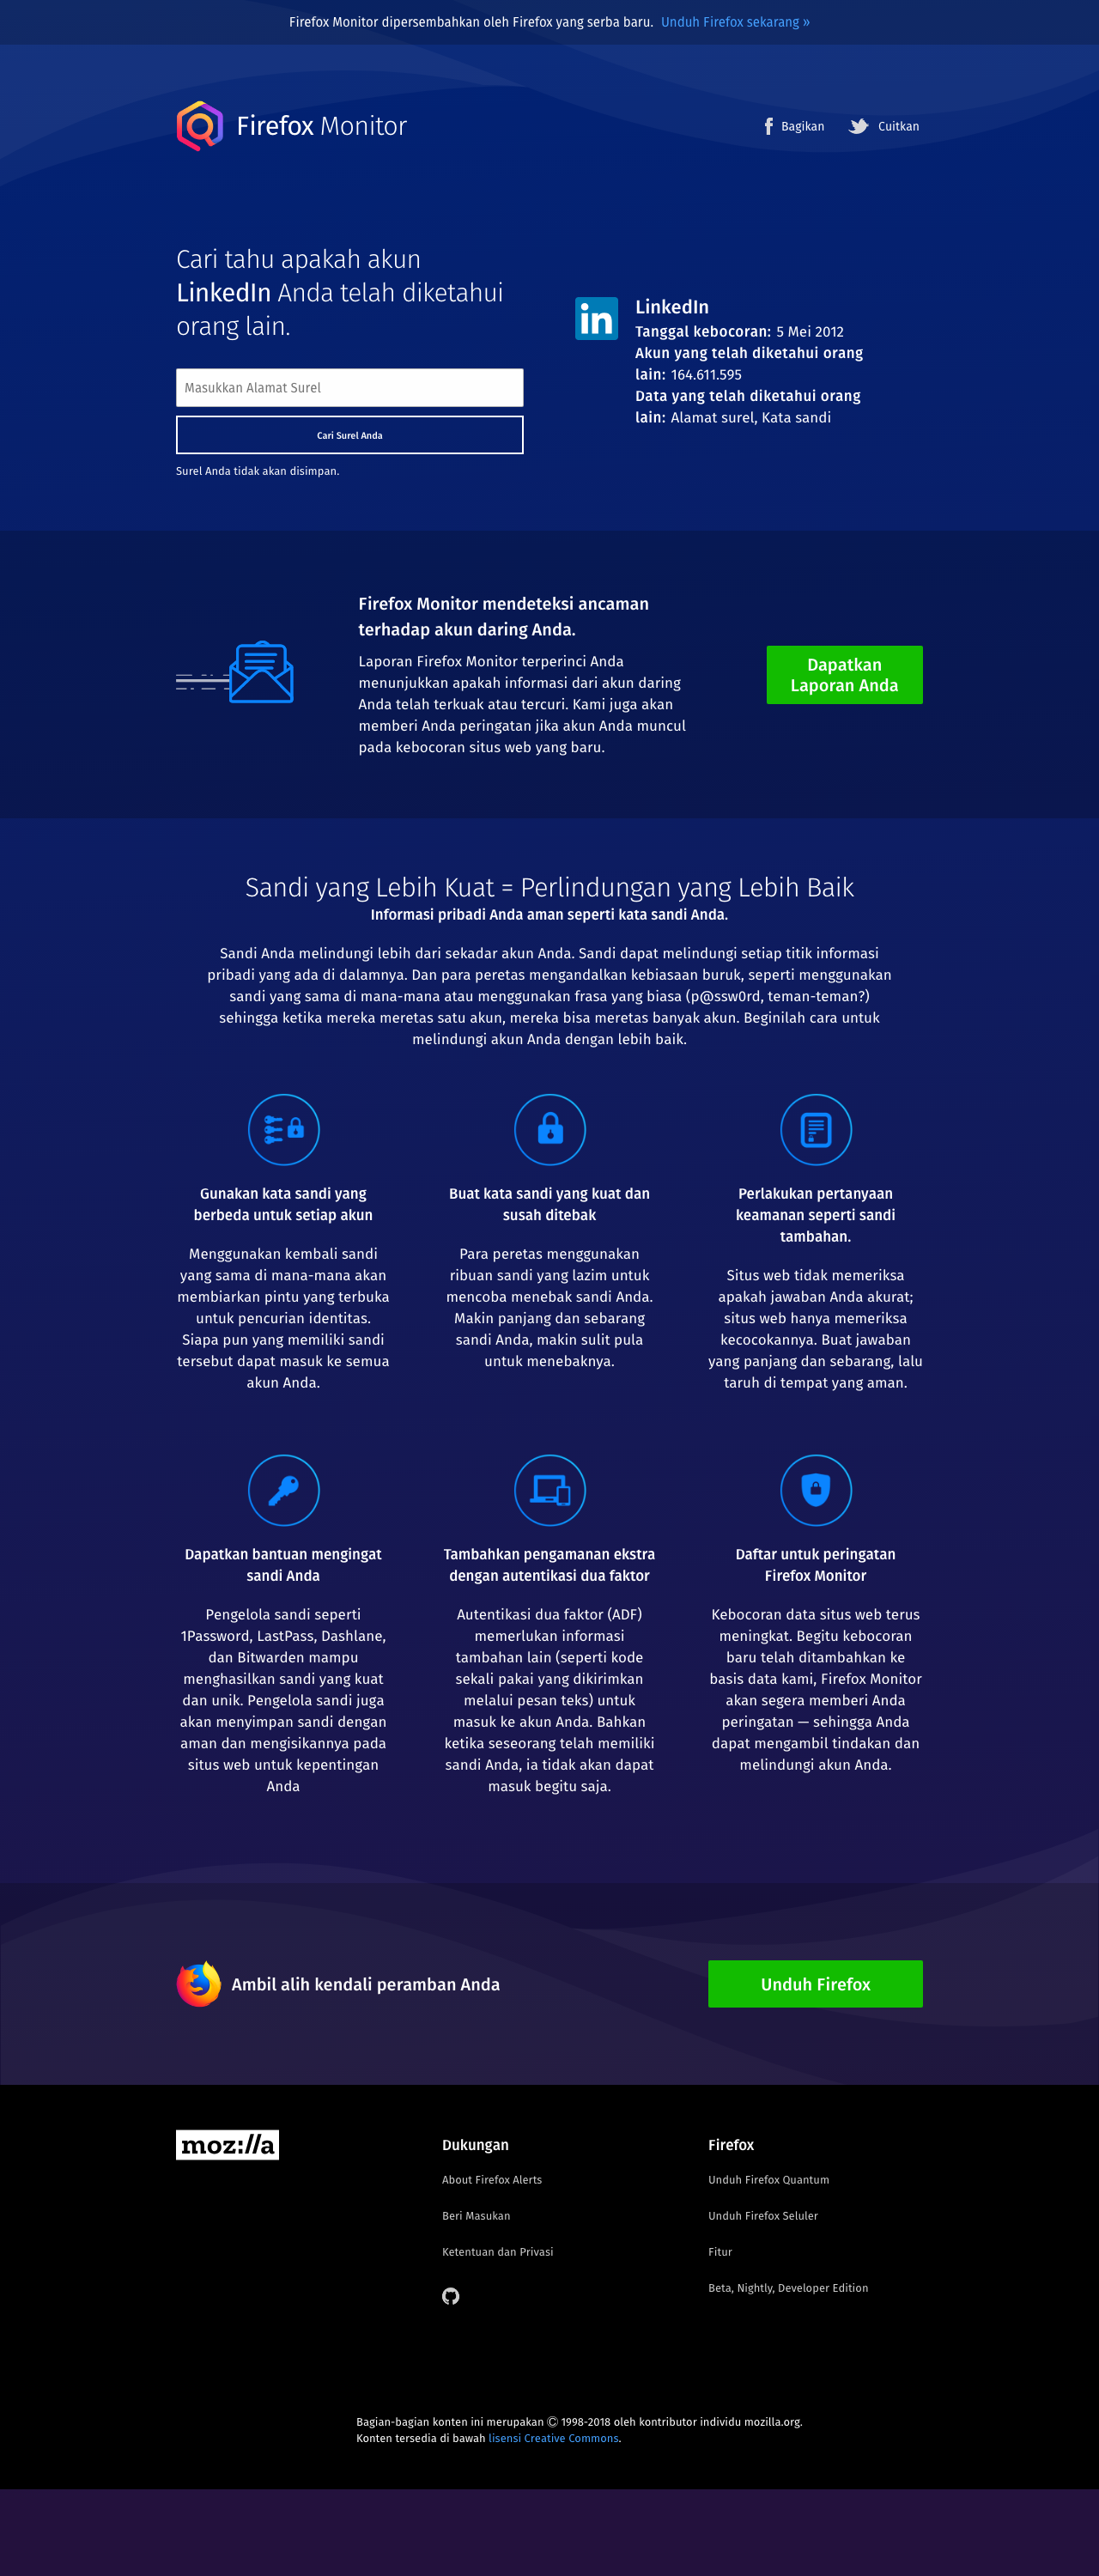 Firefox Monitor dipersembahkan oleh Firefox yang serba baru. Unduh Firefox sekarang »
Firefox Monitor
Bagikan
Cuitkan
Cari tahu apakah akun
LinkedIn Anda telah diketahui
orang lain.
Masukkan Alamat Surel
Cari Surel Anda
Surel Anda tidak akan disimpan.
in
LinkedIn
Tanggal kebocoran: 5 Mei 2012
Akun yang telah diketahui orang
lain: 164.611.595
Data yang telah diketahui orang
lain: Alamat surel, Kata sandi
Firefox Monitor mendeteksi ancaman
terhadap akun daring Anda.
Laporan Firefox Monitor terperinci Anda
menunjukkan apakah informasi dari akun daring
Anda telah terkuak atau tercuri. Kami juga akan
memberi Anda peringatan jika akun Anda muncul
pada kebocoran situs web yang baru.
Dapatkan
Laporan Anda
Sandi yang Lebih Kuat = Perlindungan yang Lebih Baik
Informasi pribadi Anda aman seperti kata sandi Anda.
Sandi Anda melindungi lebih dari sekadar akun Anda. Sandi dapat melindungi setiap titik informasi
pribadi yang ada di dalamnya. Dan para peretas mengandalkan kebiasaan buruk, seperti menggunakan
sandi yang sama di mana-mana atau menggunakan frasa yang biasa (p@ssw0rd, teman-teman?)
sehingga ketika mereka meretas satu akun, mereka bisa meretas banyak akun. Beginilah cara untuk
melindungi akun Anda dengan lebih baik.
Gunakan kata sandi yang
berbeda untuk setiap akun
Menggunakan kembali sandi
yang sama di mana-mana akan
membiarkan pintu yang terbuka
untuk pencurian identitas.
Siapa pun yang memiliki sandi
tersebut dapat masuk ke semua
akun Anda.
Buat kata sandi yang kuat dan
susah ditebak
Para peretas menggunakan
ribuan sandi yang lazim untuk
mencoba menebak sandi Anda.
Makin panjang dan sebarang
sandi Anda, makin sulit pula
untuk menebaknya.
Perlakukan pertanyaan
keamanan seperti sandi
tambahan.
Situs web tidak memeriksa
apakah jawaban Anda akurat;
situs web hanya memeriksa
kecocokannya. Buat jawaban
yang panjang dan sebarang, lalu
taruh di tempat yang aman.
Dapatkan bantuan mengingat
sandi Anda
Pengelola sandi seperti
1Password, LastPass, Dashlane,
dan Bitwarden mampu
menghasilkan sandi yang kuat
dan unik. Pengelola sandi juga
akan menyimpan sandi dengan
aman dan mengisikannya pada
situs web untuk kepentingan
Anda
Tambahkan pengamanan ekstra
dengan autentikasi dua faktor
Autentikasi dua faktor (ADF)
memerlukan informasi
tambahan lain (seperti kode
sekali pakai yang dikirimkan
melalui pesan teks) untuk
masuk ke akun Anda. Bahkan
ketika seseorang telah memiliki
sandi Anda, ia tidak akan dapat
masuk begitu saja.
Daftar untuk peringatan
Firefox Monitor
Kebocoran data situs web terus
meningkat. Begitu kebocoran
baru telah ditambahkan ke
basis data kami, Firefox Monitor
akan segera memberi Anda
peringatan — sehingga Anda
dapat mengambil tindakan dan
melindungi akun Anda.
Ambil alih kendali peramban Anda
Unduh Firefox
moz://a
Dukungan
About Firefox Alerts
Beri Masukan
Ketentuan dan Privasi
Firefox
Unduh Firefox Quantum
Unduh Firefox Seluler
Fitur
Beta, Nightly, Developer Edition
Bagian-bagian konten ini merupakan © 1998-2018 oleh kontributor individu mozilla.org.
Konten tersedia di bawah lisensi Creative Commons.